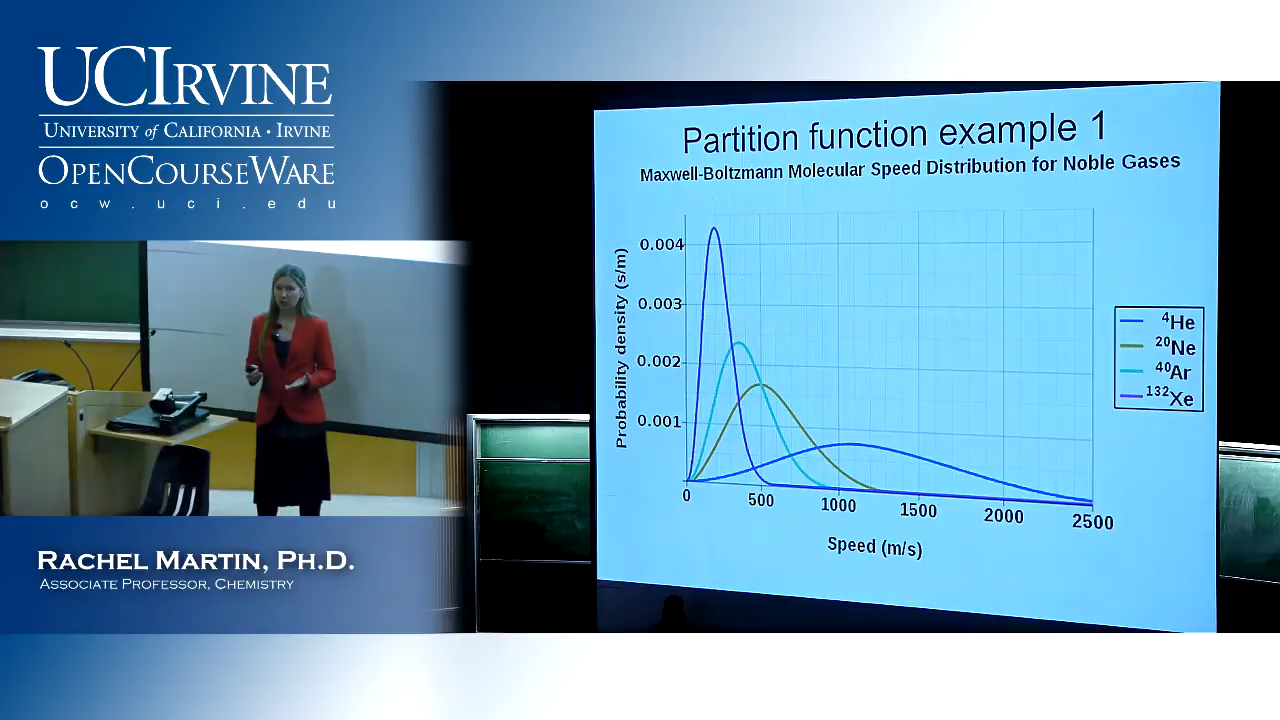 UCIRVINE
UNIVERSITY of CALIFORNIA · IRVINE
OPENCOURSEWARE
ocw.uci.edu
RACHEL MARTIN, PH.D.
ASSOCIATE PROFESSOR, CHEMISTRY
Partition function example 1
Maxwell-Boltzmann Molecular Speed Distribution for Noble Gases
Probability density (s/m)
0.004
0.003
0.002
0.001
0 500 1000 1500 2000 2500
Speed (m/s)
⁴He
²⁰Ne
⁴⁰Ar
¹³²Xe